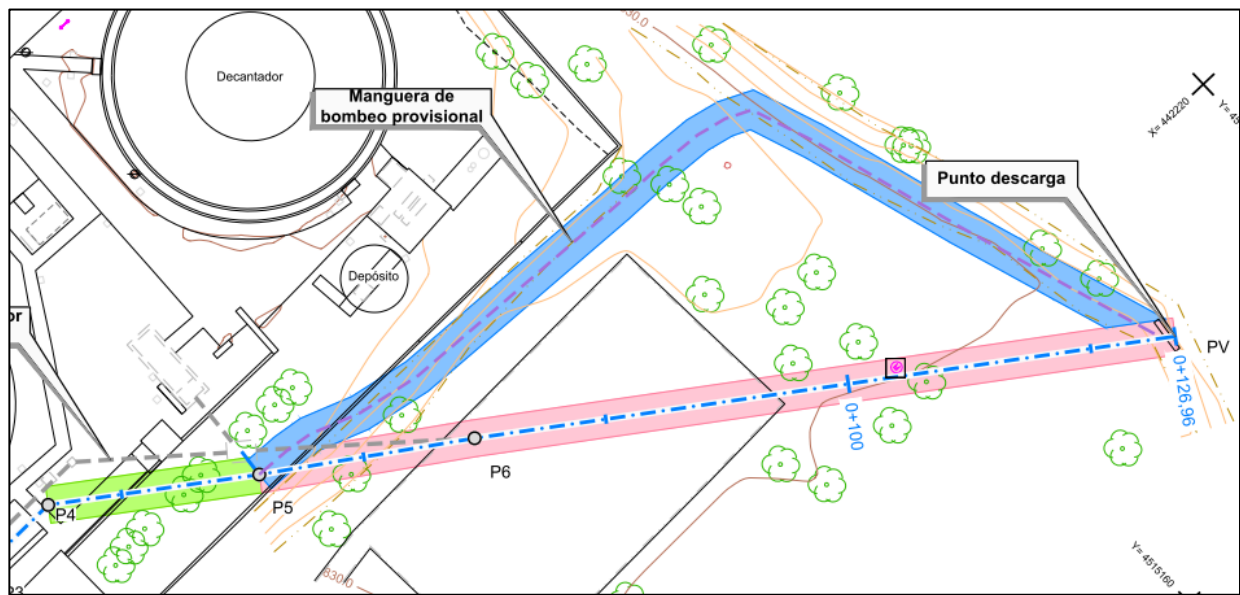 830.0
Decantador
Manguera de
bombeo provisional
X= 442220
Y= 45
Punto descarga
Depósito
or
PV
0+126,96
0+100
P6
P5
P4
Y= 4515160
830.0